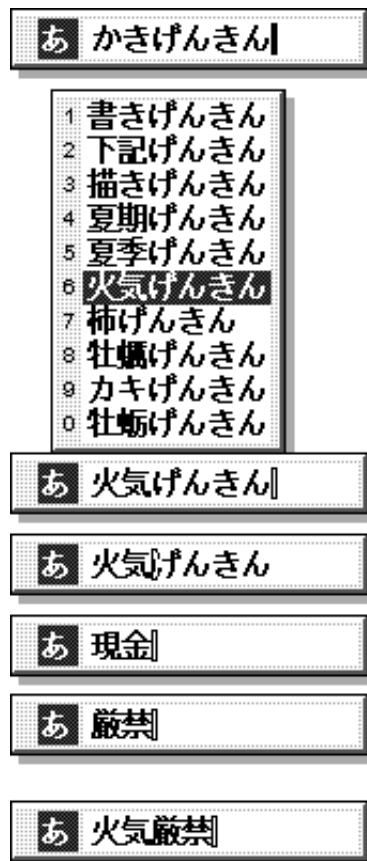 あ かきげんきん
1 書きげんきん
2 下記げんきん
3 描きげんきん
4 夏期げんきん
5 夏季げんきん
6 火気げんきん
7 柿げんきん
8 牡蠣げんきん
9 カキげんきん
0 牡蛎げんきん
あ 火気げんきん
あ 火気げんきん
あ 現金
あ 厳禁
あ 火気厳禁